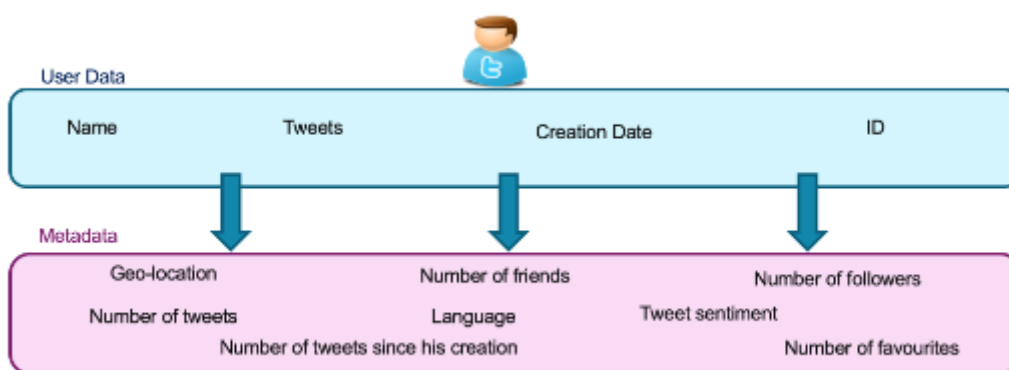 User Data
Name Tweets Creation Date ID
Metadata
Geo-location Number of friends Number of followers
Number of tweets Language Tweet sentiment
Number of tweets since his creation Number of favourites